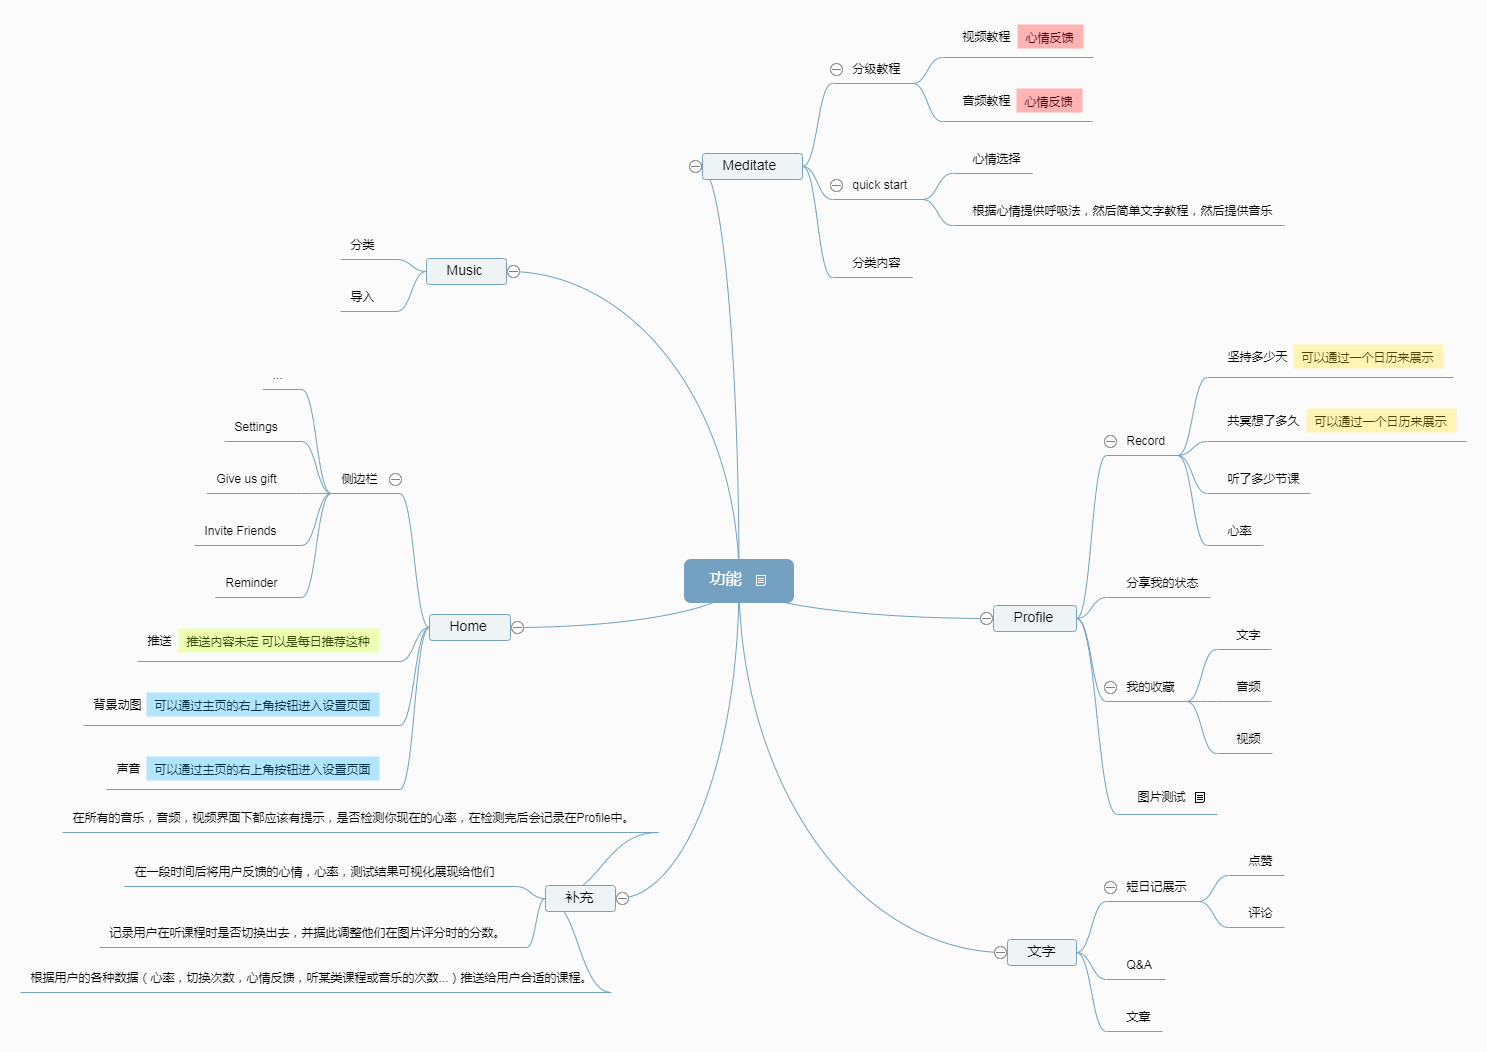 功能
Meditate
分级教程
视频教程 心情反馈
音频教程 心情反馈
quick start
心情选择
根据心情提供呼吸法，然后简单文字教程，然后提供音乐
分类内容
Music
分类
导入
Home
侧边栏
...
Settings
Give us gift
Invite Friends
Reminder
推送 推送内容未定 可以是每日推荐这种
背景动图 可以通过主页的右上角按钮进入设置页面
声音 可以通过主页的右上角按钮进入设置页面
补充
在所有的音乐，音频，视频界面下都应该有提示，是否检测你现在的心率，在检测完后会记录在Profile中。
在一段时间后将用户反馈的心情，心率，测试结果可视化展现给他们
记录用户在听课程时是否切换出去，并据此调整他们在图片评分时的分数。
根据用户的各种数据（心率，切换次数，心情反馈，听某类课程或音乐的次数...）推送给用户合适的课程。
Profile
Record
坚持多少天 可以通过一个日历来展示
共冥想了多久 可以通过一个日历来展示
听了多少节课
心率
分享我的状态
我的收藏
文字
音频
视频
图片测试
文字
短日记展示
点赞
评论
Q&A
文章